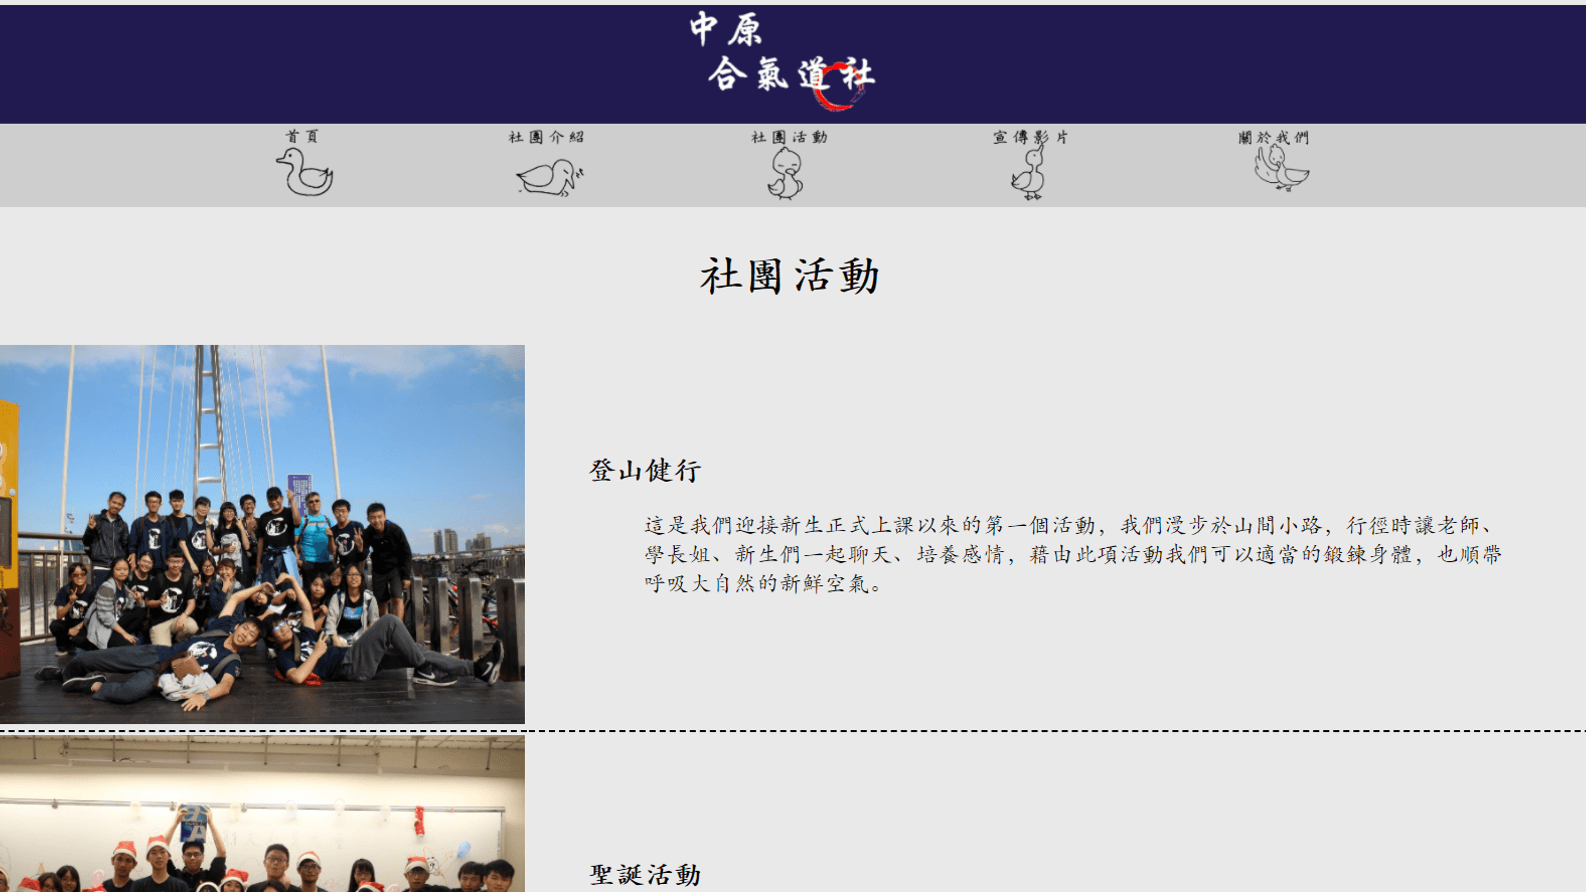 中原
合氣道社
首頁
社團介紹
社團活動
宣傳影片
關於我們
社團活動
登山健行
這是我們迎接新生正式上課以來的第一個活動，我們漫步於山間小路，行徑時讓老師、
學長姐、新生們一起聊天、培養感情，藉由此項活動我們可以適當的鍛鍊身體，也順帶
呼吸大自然的新鮮空氣。
聖誕活動